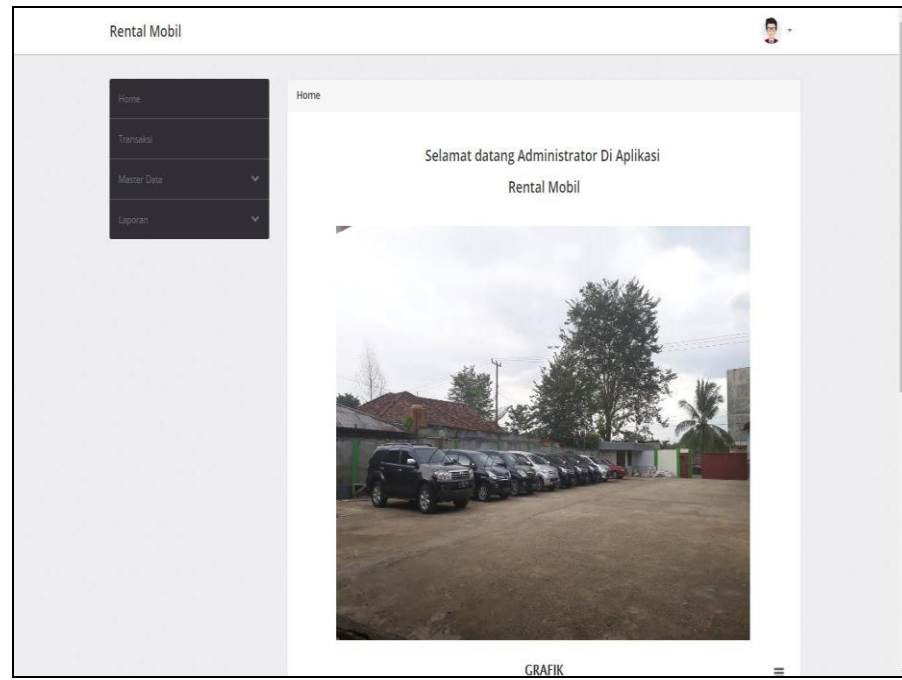 Rental Mobil
Home
Transaksi
Master Data
Laporan
Home
Selamat datang Administrator Di Aplikasi
Rental Mobil
GRAFIK